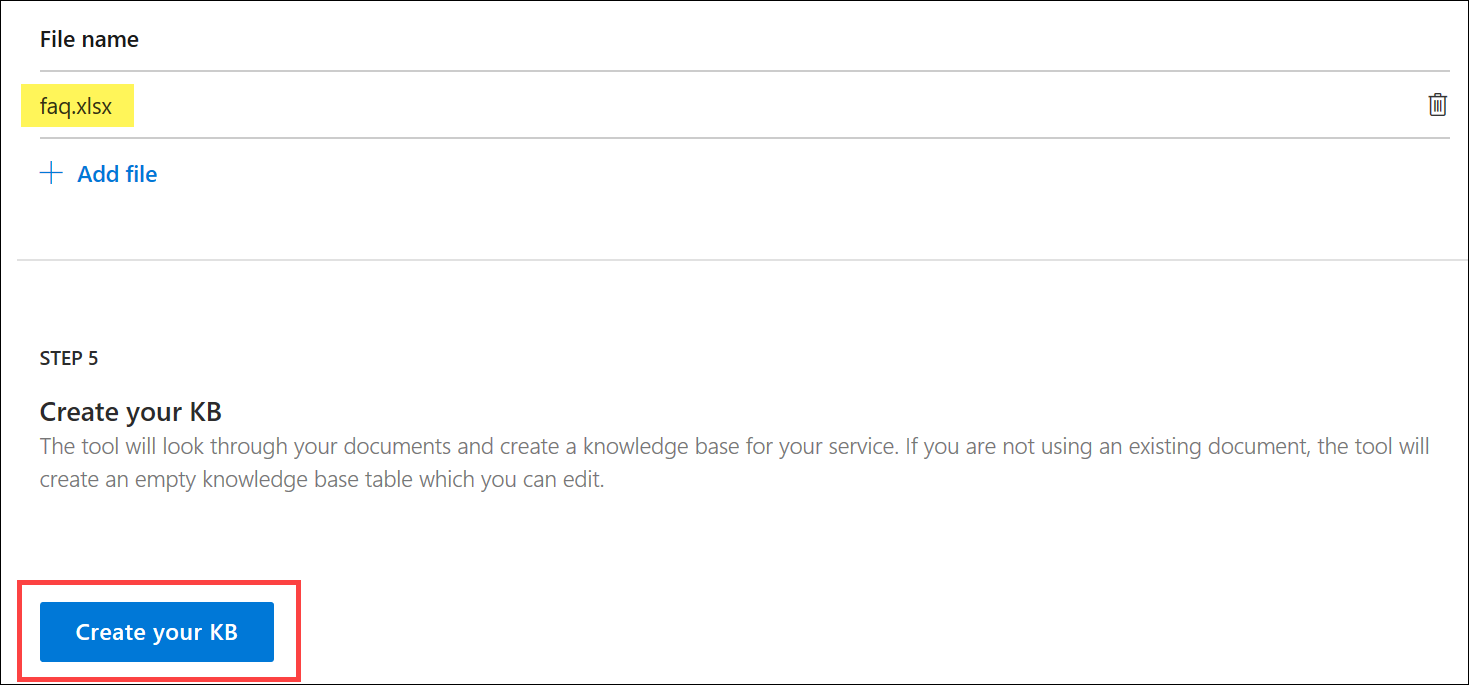 File name
faq.xlsx
Add file
STEP 5
Create your KB
The tool will look through your documents and create a knowledge base for your service. If you are not using an existing document, the tool will
create an empty knowledge base table which you can edit.
Create your KB